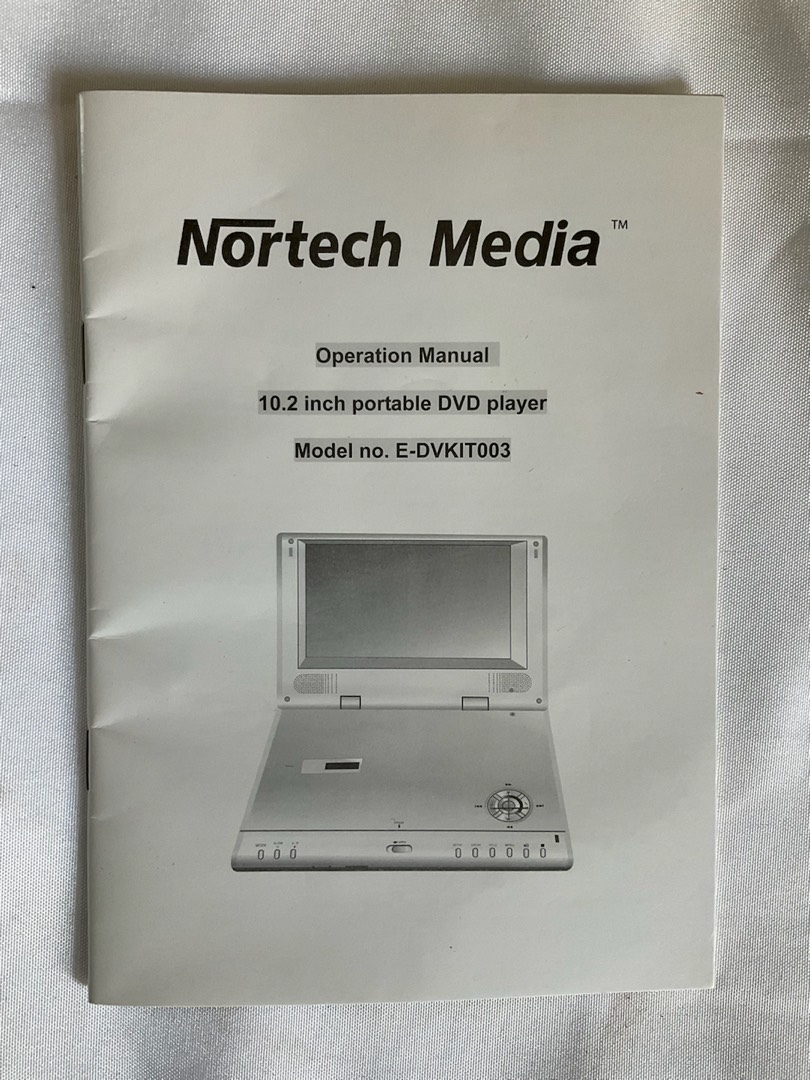 Nortech Media™
Operation Manual
10.2 inch portable DVD player
Model no. E-DVKIT003